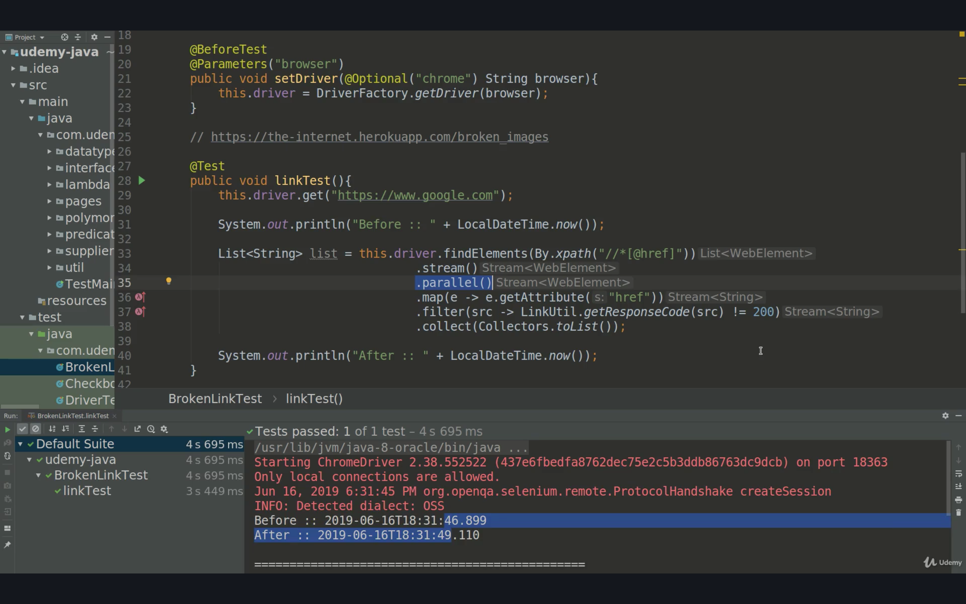 Project
18
udemy-java
19 @BeforeTest
20 @Parameters("browser")
.idea
21 public void setDriver(@Optional("chrome") String browser){
src
22 this.driver = DriverFactory.getDriver(browser);
main
23 }
java
24
com.udem
25 // https://the-internet.herokuapp.com/broken_images
datatype
26
interface
27 @Test
lambda
28 public void linkTest(){
pages
29 this.driver.get("https://www.google.com");
polymor
30
predicat
31 System.out.println("Before :: " + LocalDateTime.now());
supplier
32
util
33 List<String> list = this.driver.findElements(By.xpath("//*[@href]")) List<WebElement>
34 .stream() Stream<WebElement>
TestMai
35 .parallel() Stream<WebElement>
resources
36 .map(e -> e.getAttribute( s: "href")) Stream<String>
test
37 .filter(src -> LinkUtil.getResponseCode(src) != 200) Stream<String>
38 .collect(Collectors.toList());
java
39
com.uder
40 System.out.println("After :: " + LocalDateTime.now());
BrokenL
41 }
Checkbo
42
DriverTe
BrokenLinkTest › linkTest()
Run: BrokenLinkTest.linkTest ×
Tests passed: 1 of 1 test – 4 s 695 ms
Default Suite 4 s 695 ms
udemy-java 4 s 695 ms
BrokenLinkTest 4 s 695 ms
linkTest 3 s 449 ms
/usr/lib/jvm/java-8-oracle/bin/java ...
Starting ChromeDriver 2.38.552522 (437e6fbedfa8762dec75e2c5b3ddb86763dc9dcb) on port 18363
Only local connections are allowed.
Jun 16, 2019 6:31:45 PM org.openqa.selenium.remote.ProtocolHandshake createSession
INFO: Detected dialect: OSS
Before :: 2019-06-16T18:31:46.899
After :: 2019-06-16T18:31:49.110
===============================================
Udemy